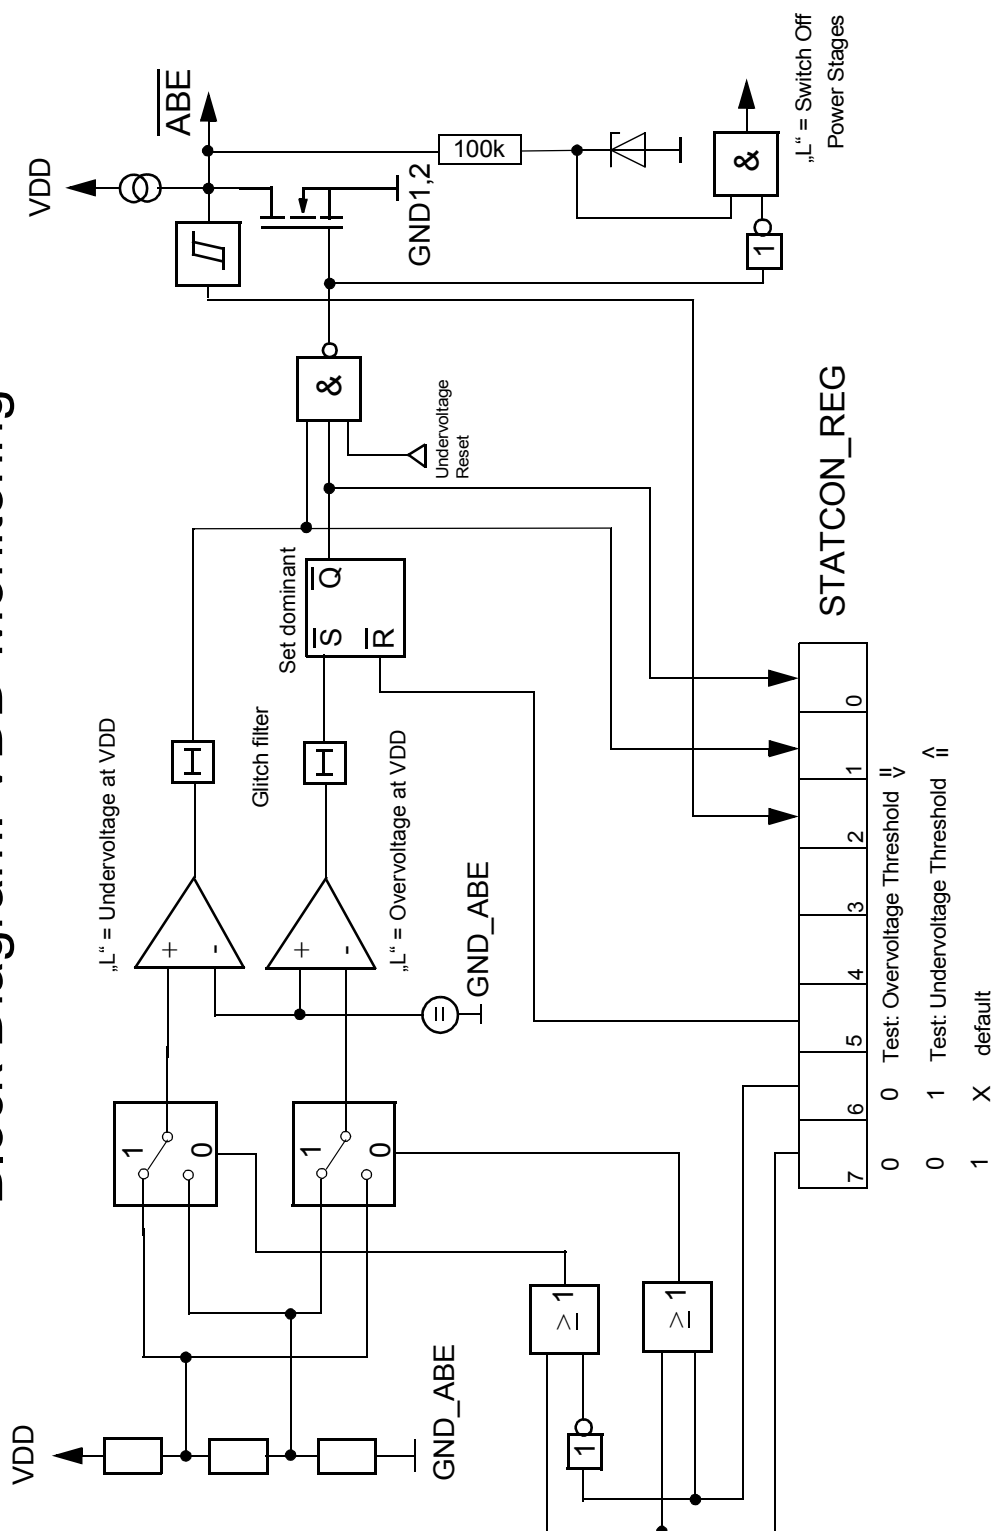 Block Diagram: VDD Monitoring
VDD
GND_ABE
„L“ = Undervoltage at VDD
1
0
+
-
VDD
ABE
Glitch filter
Set dominant
1
0
+
-
S
R
Q
&
„L“ = Overvoltage at VDD
GND_ABE
GND1,2
Undervoltage
Reset
100k
≥1
1
≥1
&
1
„L“ = Switch Off
Power Stages
STATCON_REG
7 6 5 4 3 2 1 0
0 0 Test: Overvoltage Threshold
0 1 Test: Undervoltage Threshold
1 X default